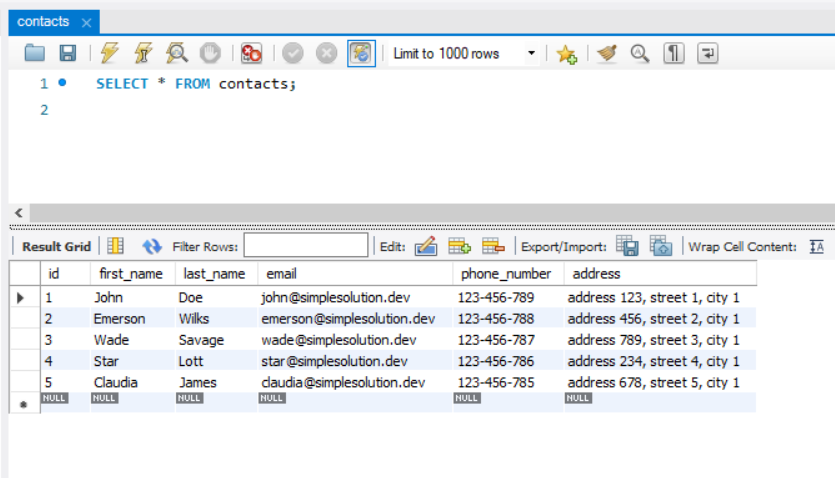 contacts
Limit to 1000 rows
1 SELECT * FROM contacts;
2
Result Grid Filter Rows: Edit: Export/Import: Wrap Cell Content: IA
id first_name last_name email phone_number address
1 John Doe john@simplesolution.dev 123-456-789 address 123, street 1, city 1
2 Emerson Wilks emerson@simplesolution.dev 123-456-788 address 456, street 2, city 1
3 Wade Savage wade@simplesolution.dev 123-456-787 address 789, street 3, city 1
4 Star Lott star@simplesolution.dev 123-456-786 address 234, street 4, city 1
5 Claudia James claudia@simplesolution.dev 123-456-785 address 678, street 5, city 1
NULL NULL NULL NULL NULL NULL